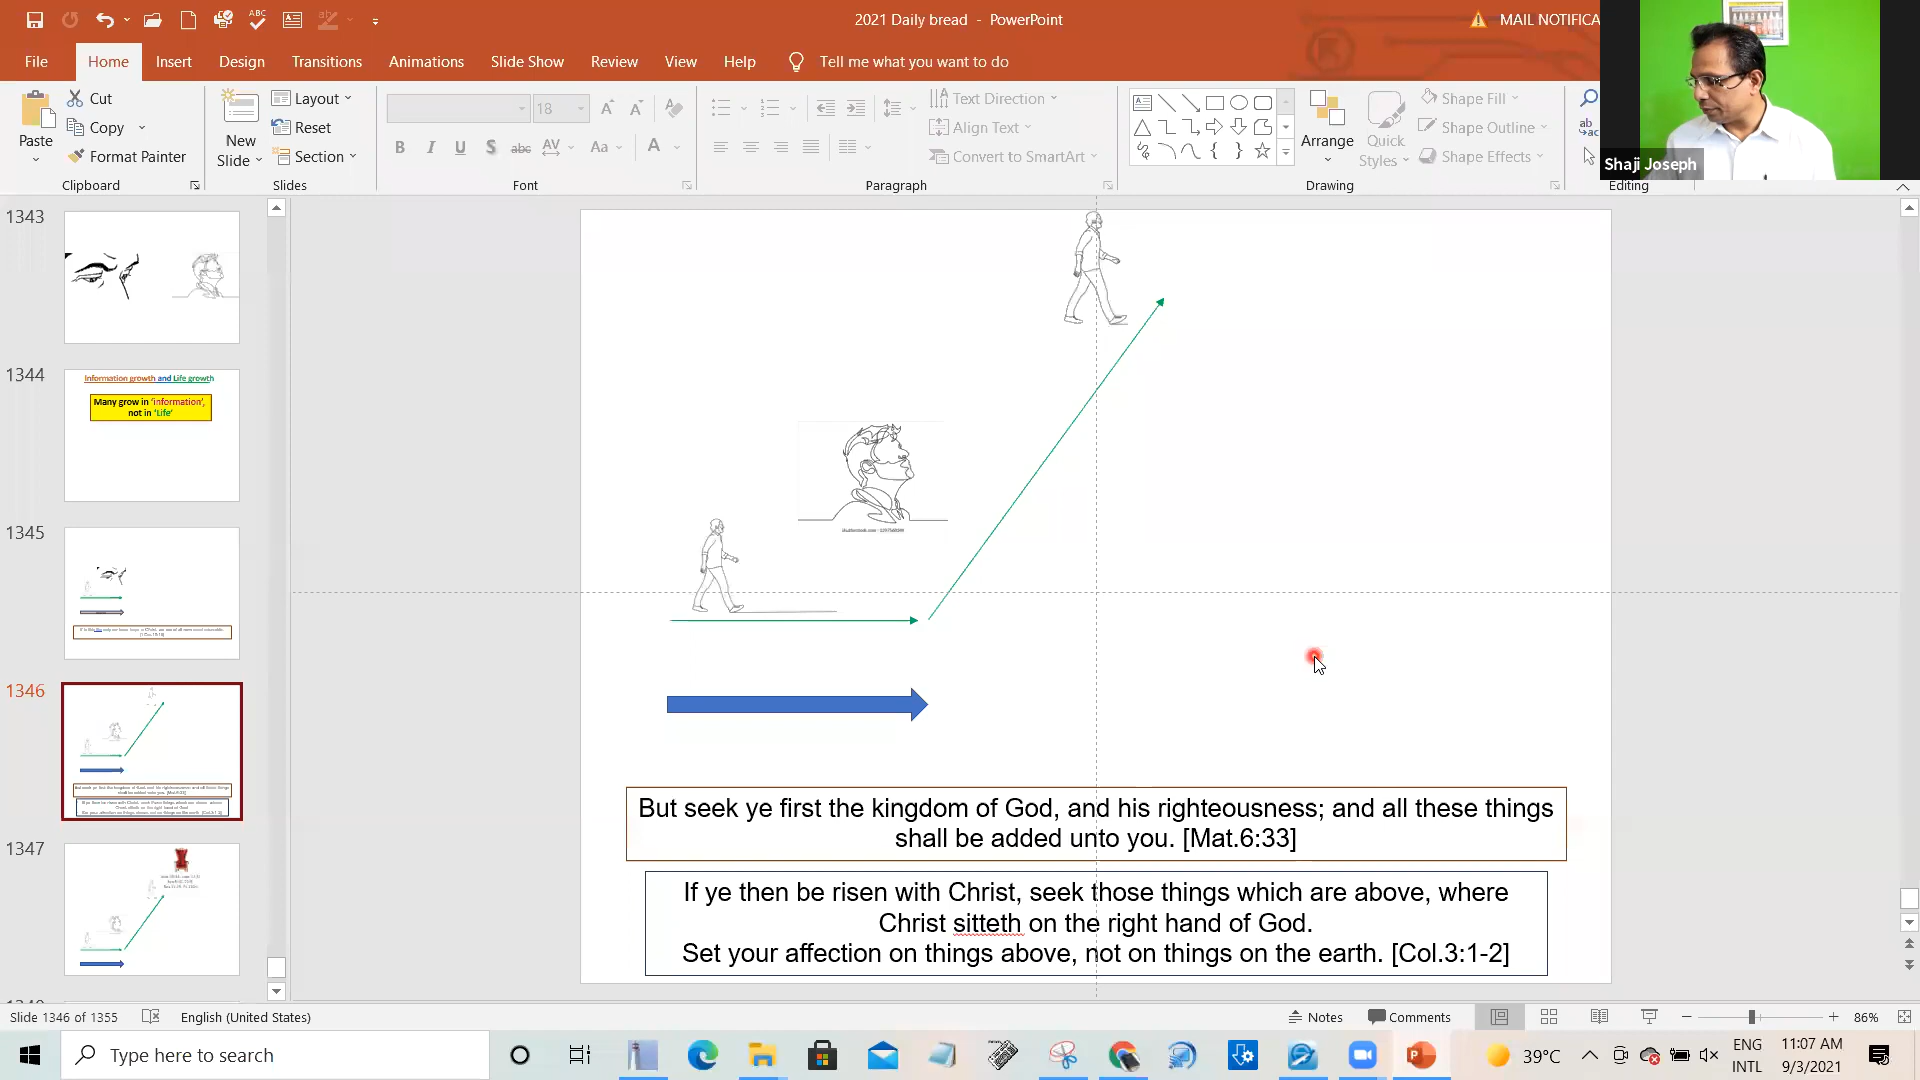 2021 Daily bread - PowerPoint
MAIL NOTIFICA
File Home Insert Design Transitions Animations Slide Show Review View Help Tell me what you want to do
Paste
Cut
Copy
Format Painter
Clipboard
New Slide
Layout
Reset
Section
Slides
18
B I U S abc AV Aa A
Font
Text Direction
Align Text
Convert to SmartArt
Paragraph
Arrange
Quick Styles
Shape Fill
Shape Outline
Shape Effects
Drawing
Editing
Shaji Joseph
1343
1344
Information growth and Life growth
Many grow in 'information',
not in 'Life'
1345
1346
1347
But seek ye first the kingdom of God, and his righteousness; and all these things
shall be added unto you. [Mat.6:33]
If ye then be risen with Christ, seek those things which are above, where
Christ sitteth on the right hand of God.
Set your affection on things above, not on things on the earth. [Col.3:1-2]
Slide 1346 of 1355 English (United States) Notes Comments 86%
Type here to search
39°C
ENG
INTL
11:07 AM
9/3/2021